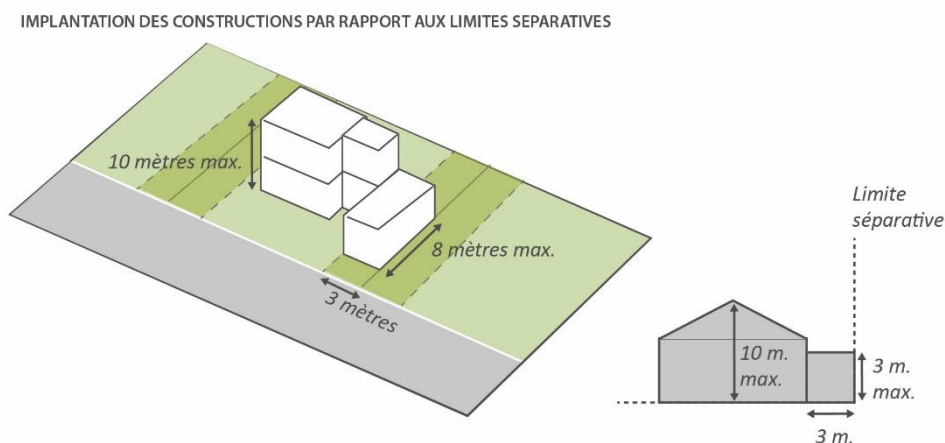 IMPLANTATION DES CONSTRUCTIONS PAR RAPPORT AUX LIMITES SEPARATIVES
10 mètres max.
8 mètres max.
3 mètres
Limite
séparative
10 m.
max.
3 m.
max.
3 m.